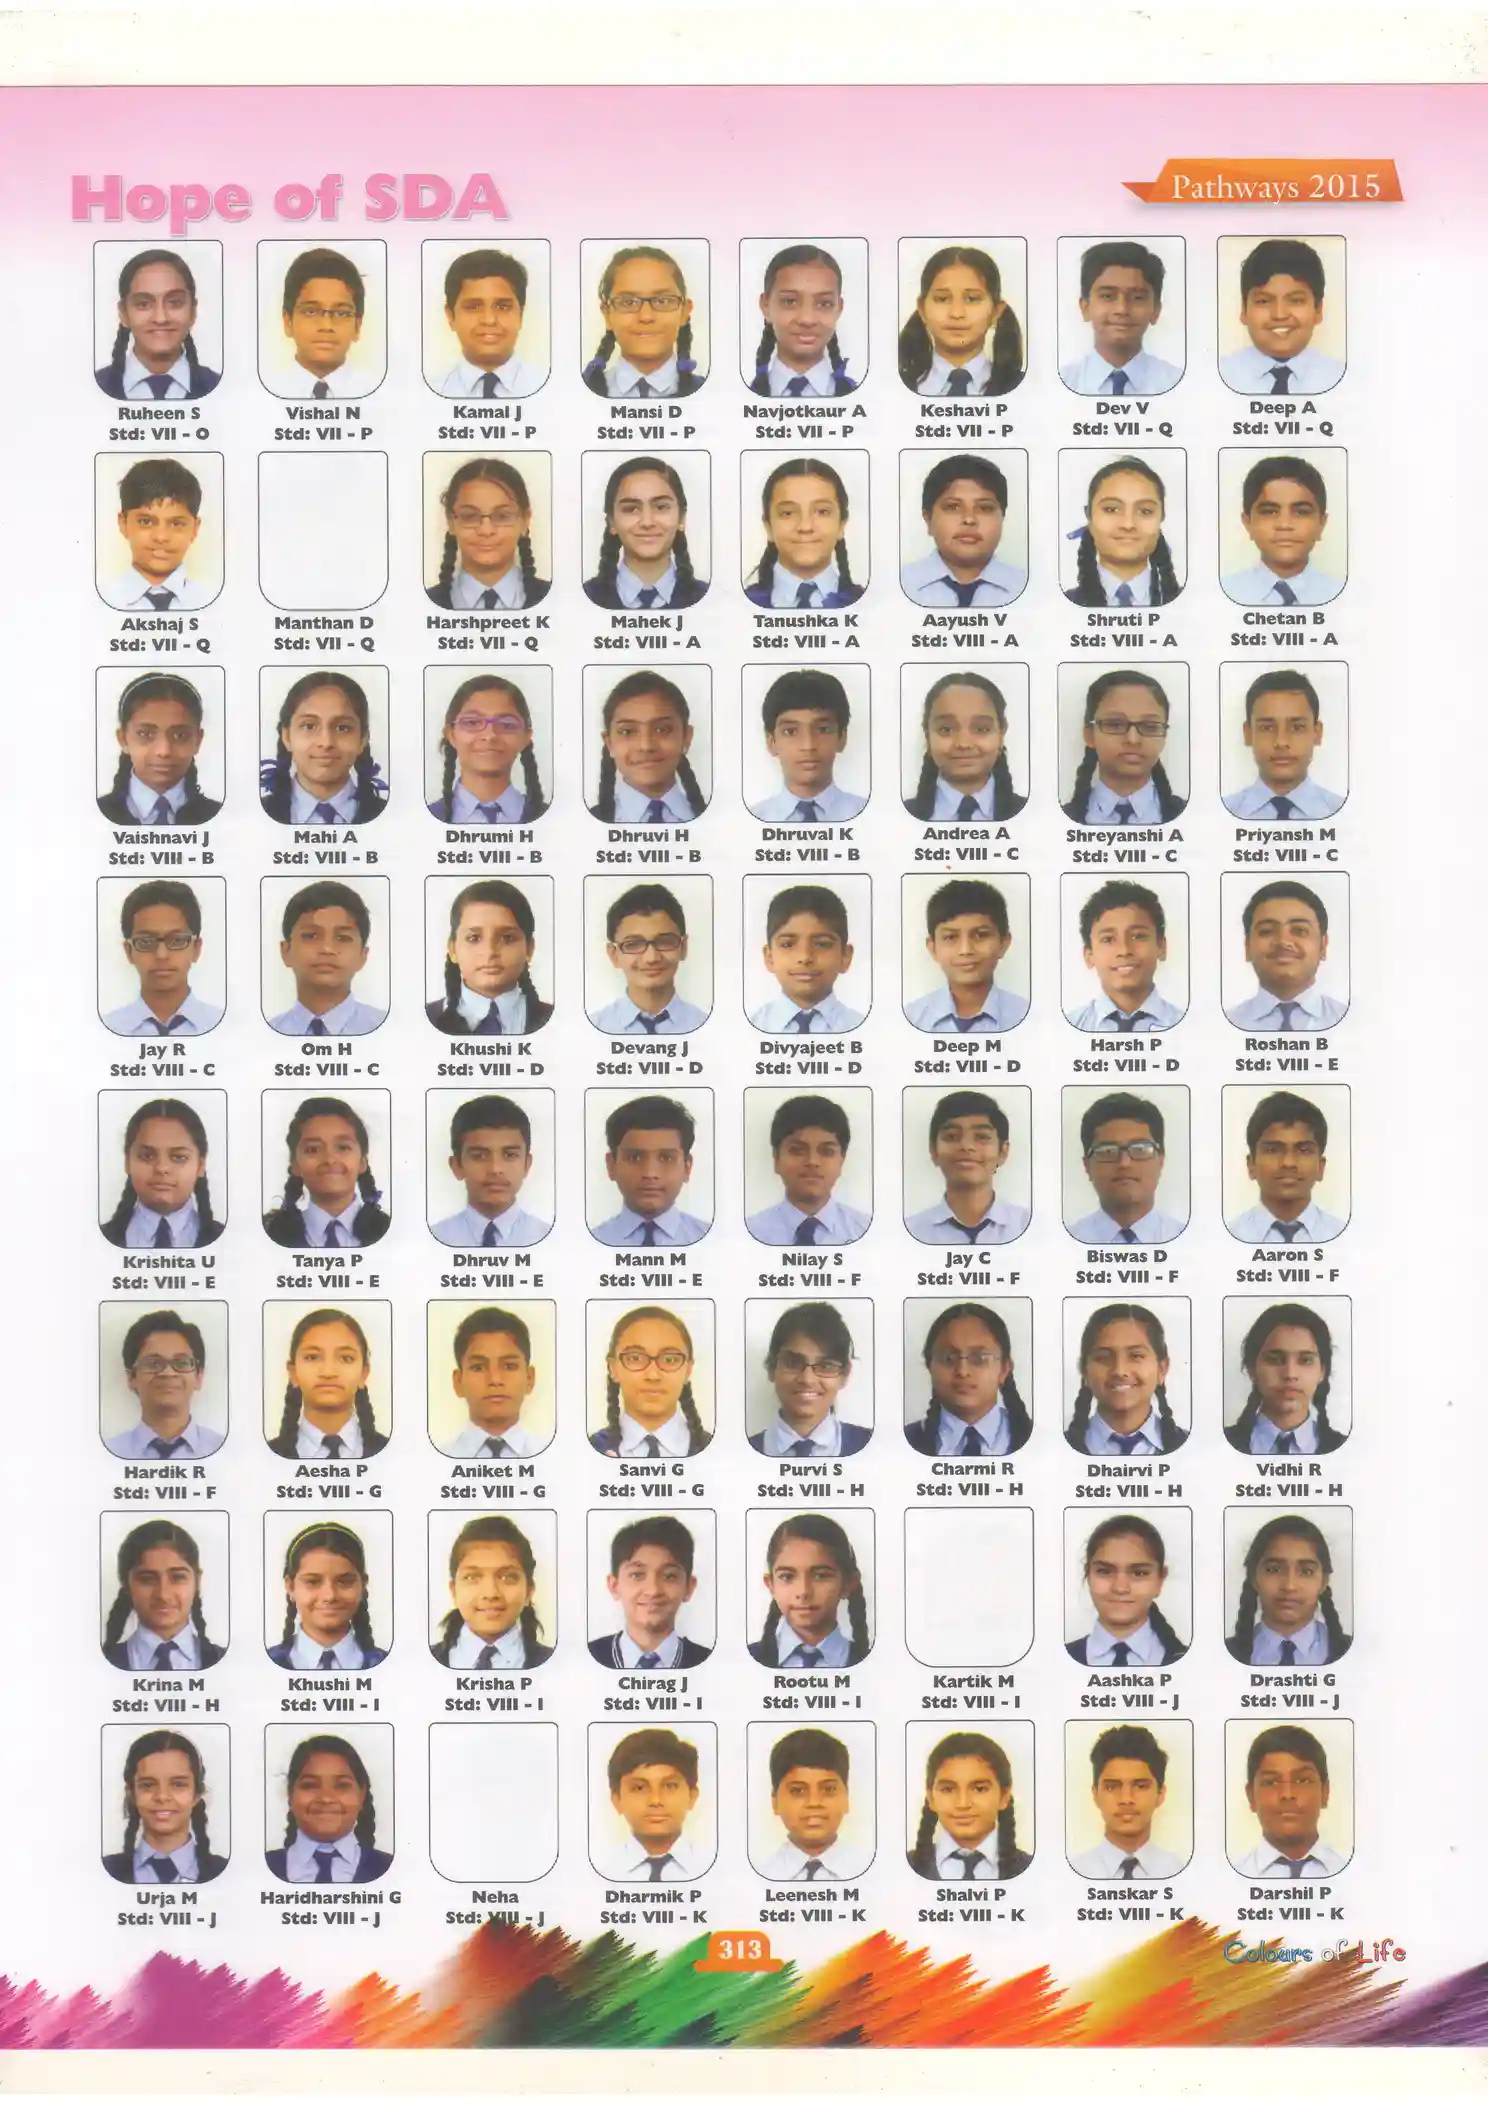 Hope of SDA
Pathways 2015
Ruheen S
Std: VII - O
Vishal N
Std: VII - P
Kamal J
Std: VII - P
Mansi D
Std: VII - P
Navjotkaur A
Std: VII - P
Keshavi P
Std: VII - P
Dev V
Std: VII - Q
Deep A
Std: VII - Q
Akshaj S
Std: VII - Q
Manthan D
Std: VII - Q
Harshpreet K
Std: VII - Q
Mahek J
Std: VIII - A
Tanushka K
Std: VIII - A
Aayush V
Std: VIII - A
Shruti P
Std: VIII - A
Chetan B
Std: VIII - A
Vaishnavi J
Std: VIII - B
Mahi A
Std: VIII - B
Dhrumi H
Std: VIII - B
Dhruvi H
Std: VIII - B
Dhruval K
Std: VIII - B
Andrea A
Std: VIII - C
Shreyanshi A
Std: VIII - C
Priyansh M
Std: VIII - C
Jay R
Std: VIII - C
Om H
Std: VIII - C
Khushi K
Std: VIII - D
Devang J
Std: VIII - D
Divyajeet B
Std: VIII - D
Deep M
Std: VIII - D
Harsh P
Std: VIII - D
Roshan B
Std: VIII - E
Krishita U
Std: VIII - E
Tanya P
Std: VIII - E
Dhruv M
Std: VIII - E
Mann M
Std: VIII - E
Nilay S
Std: VIII - F
Jay C
Std: VIII - F
Biswas D
Std: VIII - F
Aaron S
Std: VIII - F
Hardik R
Std: VIII - F
Aesha P
Std: VIII - G
Aniket M
Std: VIII - G
Sanvi G
Std: VIII - G
Purvi S
Std: VIII - H
Charmi R
Std: VIII - H
Dhairvi P
Std: VIII - H
Vidhi R
Std: VIII - H
Krina M
Std: VIII - H
Khushi M
Std: VIII - I
Krisha P
Std: VIII - I
Chirag J
Std: VIII - I
Rootu M
Std: VIII - I
Kartik M
Std: VIII - I
Aashka P
Std: VIII - J
Drashti G
Std: VIII - J
Urja M
Std: VIII - J
Haridharshini G
Std: VIII - J
Neha
Std: VIII - J
Dharmik P
Std: VIII - K
Leenesh M
Std: VIII - K
Shalvi P
Std: VIII - K
Sanskar S
Std: VIII - K
Darshil P
Std: VIII - K
313
Colours of Life